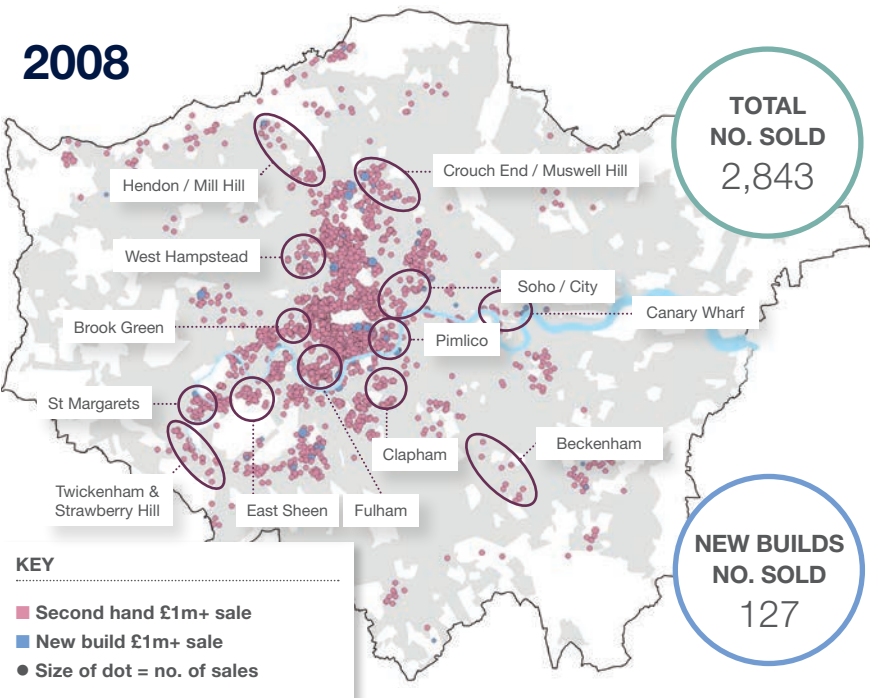 2008
TOTAL
NO. SOLD
2,843
Hendon / Mill Hill
Crouch End / Muswell Hill
West Hampstead
Soho / City
Canary Wharf
Brook Green
Pimlico
St Margarets
Clapham
Beckenham
Twickenham &
Strawberry Hill
East Sheen
Fulham
NEW BUILDS
NO. SOLD
127
KEY
Second hand £1m+ sale
New build £1m+ sale
Size of dot = no. of sales